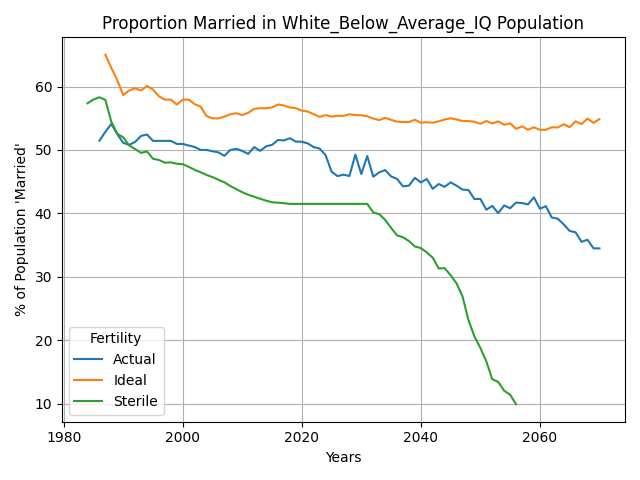 Proportion Married in White_Below_Average_IQ Population
% of Population 'Married'
60
50
40
30
20
10
Fertility
Actual
Ideal
Sterile
1980
2000
2020
2040
2060
Years